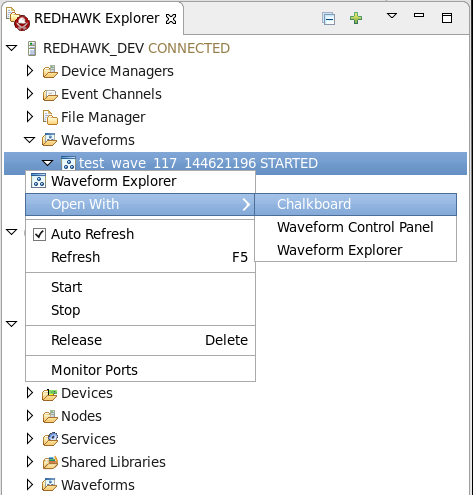 REDHAWK Explorer
REDHAWK_DEV CONNECTED
Device Managers
Event Channels
File Manager
Waveforms
test_wave_117_144621196 STARTED
Waveform Explorer
Open With
Chalkboard
Auto Refresh
Waveform Control Panel
Refresh F5
Waveform Explorer
Start
Stop
Release Delete
Monitor Ports
Devices
Nodes
Services
Shared Libraries
Waveforms